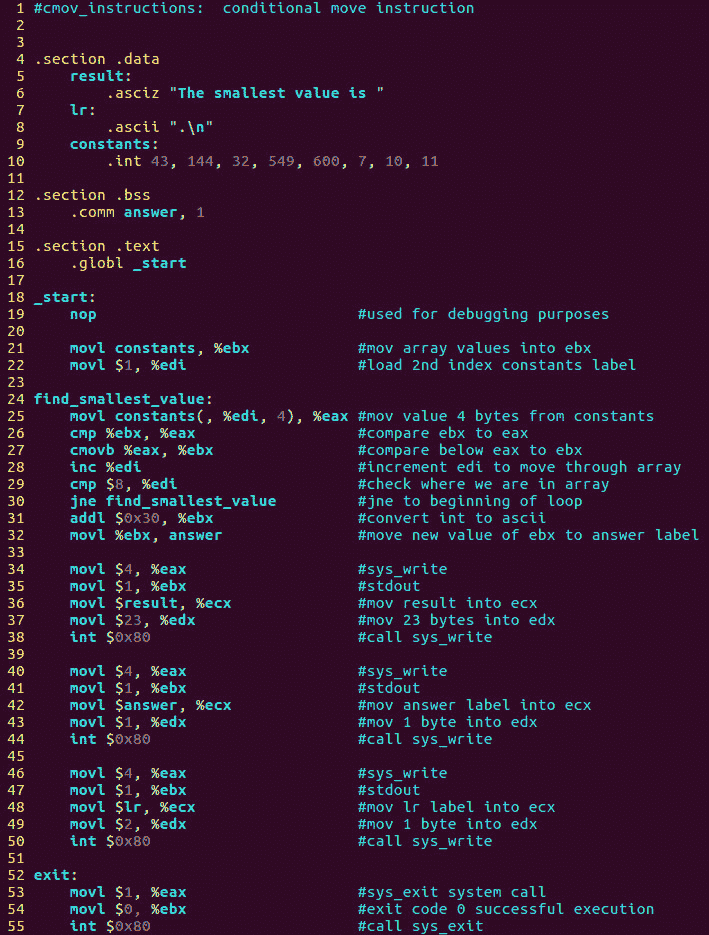 1 #cmov_instructions:  conditional move instruction
2
3
4 .section .data
5     result:
6         .asciz "The smallest value is "
7     lr:
8         .ascii ".\n"
9     constants:
10         .int 43, 144, 32, 549, 600, 7, 10, 11
11
12 .section .bss
13     .comm answer, 1
14
15 .section .text
16     .globl _start
17
18 _start:
19     nop                             #used for debugging purposes
20
21     movl constants, %ebx            #mov array values into ebx
22     movl $1, %edi                   #load 2nd index constants label
23
24 find_smallest_value:
25     movl constants(, %edi, 4), %eax #mov value 4 bytes from constants
26     cmp %ebx, %eax                  #compare ebx to eax
27     cmovb %eax, %ebx                #compare below eax to ebx
28     inc %edi                        #increment edi to move through array
29     cmp $8, %edi                    #check where we are in array
30     jne find_smallest_value         #jne to beginning of loop
31     addl $0x30, %ebx                #convert int to ascii
32     movl %ebx, answer               #move new value of ebx to answer label
33
34     movl $4, %eax                   #sys_write
35     movl $1, %ebx                   #stdout
36     movl $result, %ecx              #mov result into ecx
37     movl $23, %edx                  #mov 23 bytes into edx
38     int $0x80                       #call sys_write
39
40     movl $4, %eax                   #sys_write
41     movl $1, %ebx                   #stdout
42     movl $answer, %ecx              #mov answer label into ecx
43     movl $1, %edx                   #mov 1 byte into edx
44     int $0x80                       #call sys_write
45
46     movl $4, %eax                   #sys_write
47     movl $1, %ebx                   #stdout
48     movl $lr, %ecx                  #mov lr label into ecx
49     movl $2, %edx                   #mov 1 byte into edx
50     int $0x80                       #call sys_write
51
52 exit:
53     movl $1, %eax                   #sys_exit system call
54     movl $0, %ebx                   #exit code 0 successful execution
55     int $0x80                       #call sys_exit